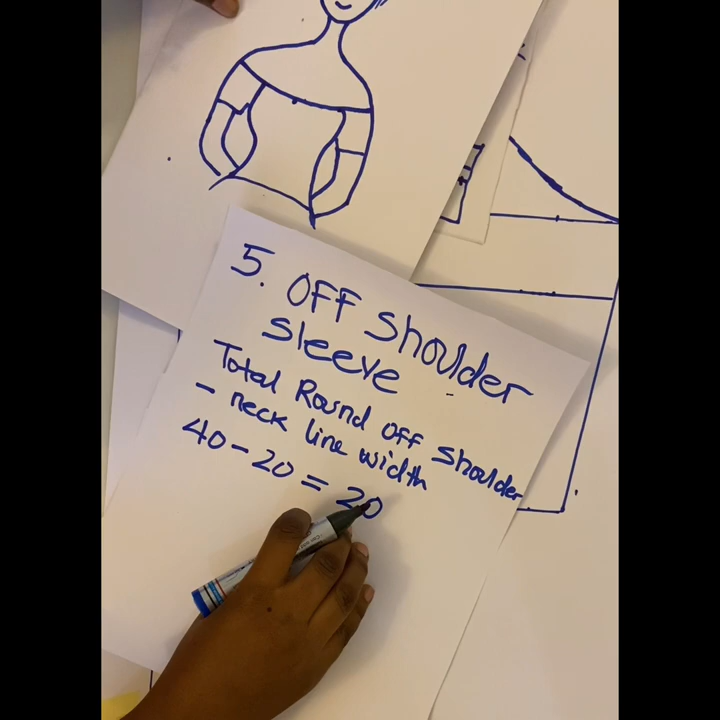 5. OFF shoulder
sleeve
Total Round off shoulder
- neck line width
40 - 20 = 20